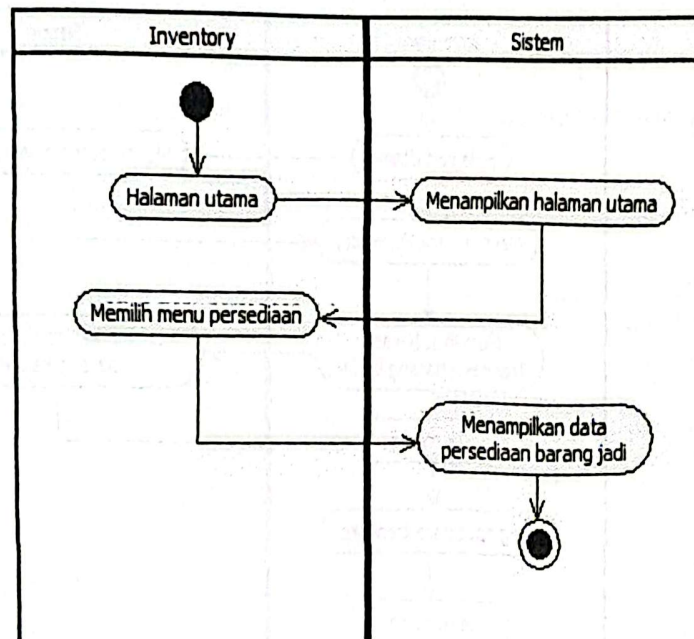 Inventory
Sistem
Halaman utama
Menampilkan halaman utama
Memilih menu persediaan
Menampilkan data
persediaan barang jadi